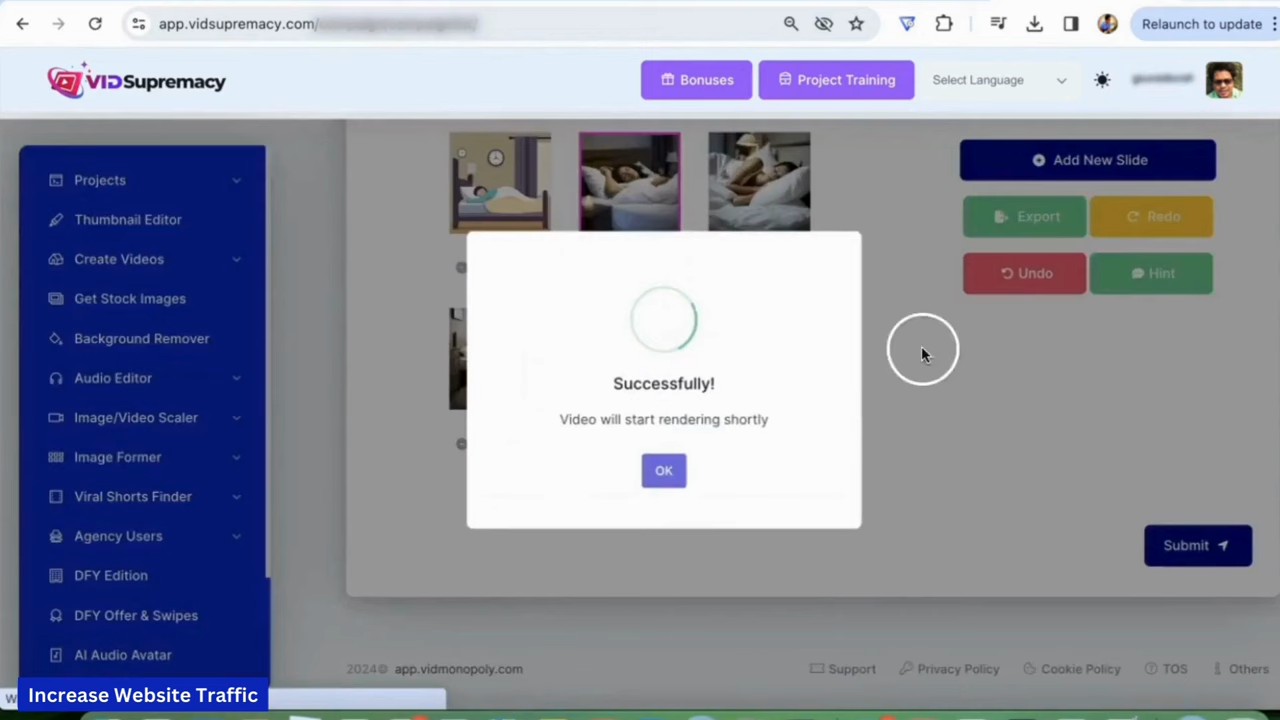 app.vidsupremacy.com/
Relaunch to update
VIDSupremacy
Bonuses
Project Training
Select Language
Projects
Thumbnail Editor
Create Videos
Get Stock Images
Background Remover
Audio Editor
Image/Video Scaler
Image Former
Viral Shorts Finder
Agency Users
DFY Edition
DFY Offer & Swipes
AI Audio Avatar
Add New Slide
Export
Redo
Undo
Hint
Successfully!
Video will start rendering shortly
OK
Submit
2024© app.vidmonopoly.com
Support
Privacy Policy
Cookie Policy
TOS
Others
Increase Website Traffic